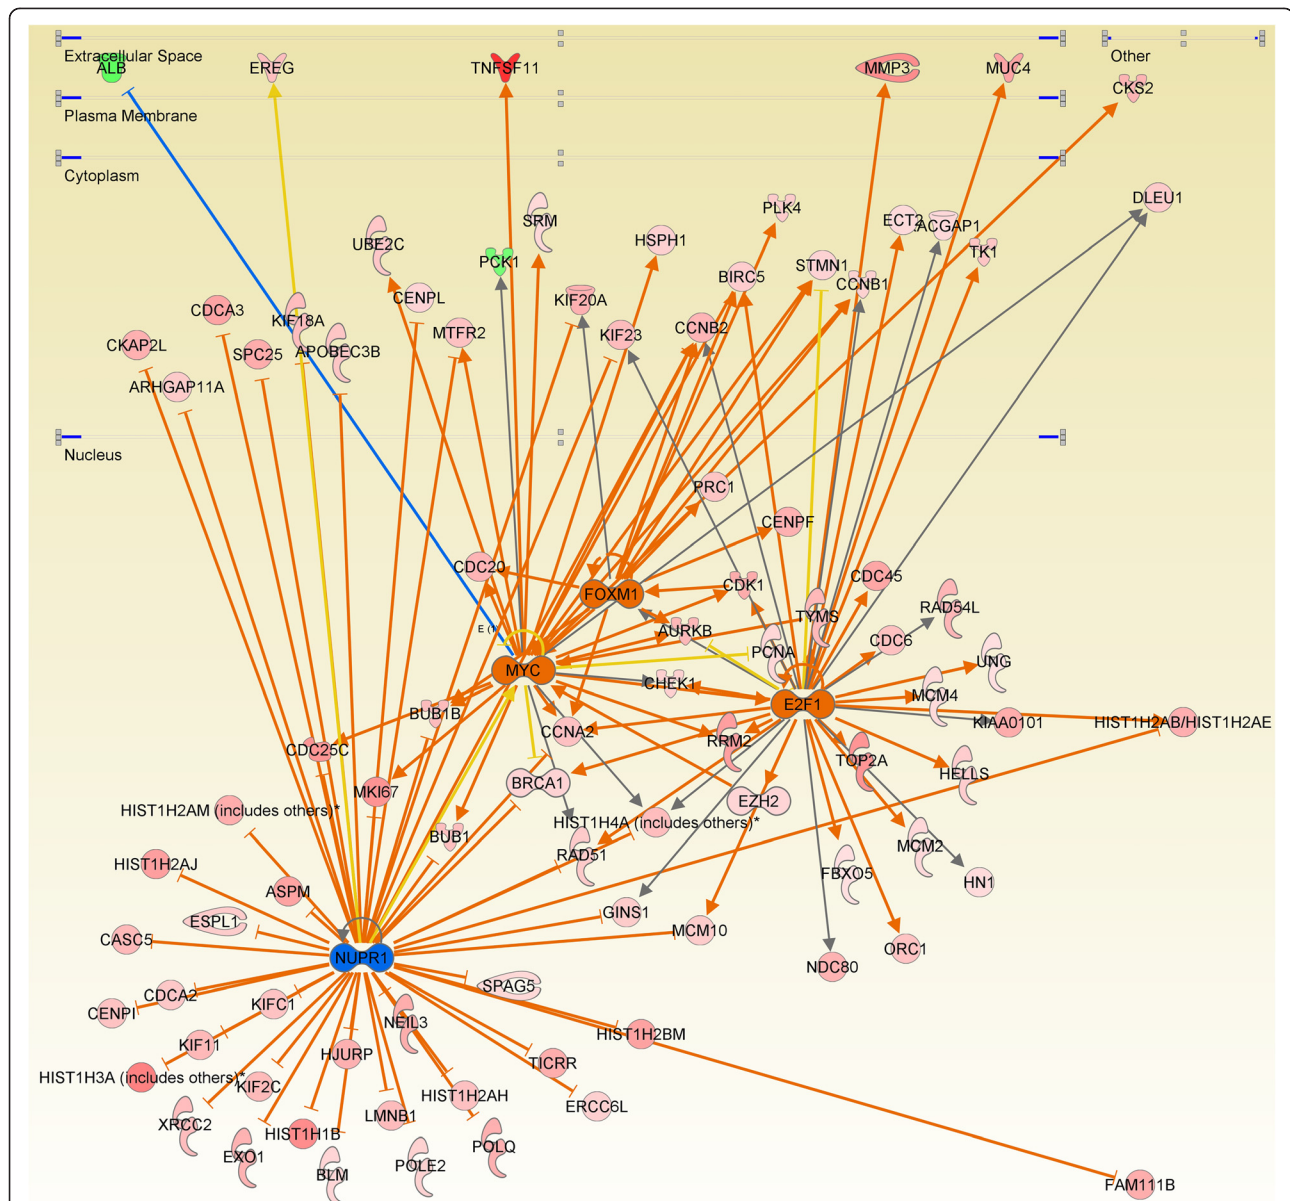 Extracellular Space
Other
ALB
EREG
TNFSF11
MMP3
MUC4
CKS2
Plasma Membrane
Cytoplasm
DLEU1
PLK4
SRM
ECT2
ACGAP1
UBE2C
HSPH1
TK1
PCK1
STMN1
BIRC5
CCNB1
CENPL
KIF20A
CDCA3
KIF18A
MTFR2
KIF23
CCNB2
CKAP2L
SPC25
APOBEC3B
ARHGAP11A
Nucleus
PRC1
CENPF
CDC20
FOXM1
CDK1
CDC45
RAD54L
TYMS
E (1
AURKB
CDC6
PCNA
UNG
MYC
CHEK1
MCM4
E2F1
BUB1B
KIAA0101
HIST1H2AB/HIST1H2AE
CCNA2
RRM2
CDC25C
TOP2A
HELLS
BRCA1
MKI67
EZH2
HIST1H2AM (includes others)*
HIST1H4A (includes others)*
BUB1
MCM2
RAD51
HIST1H2AJ
FBXO5
HN1
ASPM
GINS1
ESPL1
MCM10
CASC5
ORC1
NUPR1
NDC80
SPAG5
CDCA2
KIFC1
CENPI
NEIL3
HIST1H2BM
KIF11
HJURP
TICRR
HIST1H3A (includes others)*
KIF2C
HIST1H2AH
ERCC6L
LMNB1
XRCC2
HIST1H1B
POLQ
EXO1
POLE2
BLM
FAM111B